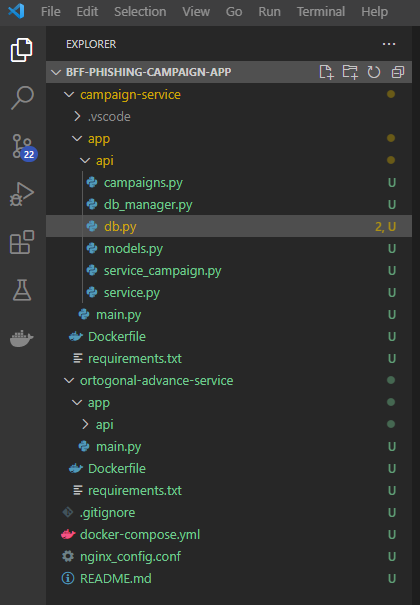 File Edit Selection View Go Run Terminal Help
EXPLORER
BFF-PHISHING-CAMPAIGN-APP
campaign-service
.vscode
app
api
campaigns.py U
db_manager.py U
db.py 2, U
models.py U
service_campaign.py U
service.py U
main.py U
Dockerfile U
requirements.txt U
ortogonal-advance-service
app
api
main.py U
Dockerfile U
requirements.txt U
.gitignore U
docker-compose.yml U
nginx_config.conf U
README.md U
22